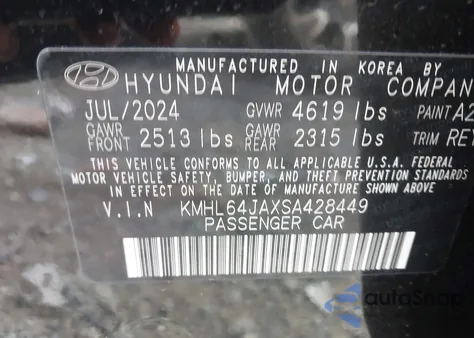 MANUFACTURED IN KOREA BY
HYUNDAI MOTOR COMPAN
JUL/2024 GVWR 4619 lbs PAINT A2
GAWR FRONT 2513 lbs GAWR REAR 2315 lbs TRIM RE
THIS VEHICLE CONFORMS TO ALL APPLICABLE U.S.A. FEDERAL
MOTOR VEHICLE SAFETY, BUMPER, AND THEFT PREVENTION
STANDARDS IN EFFECT ON THE DATE OF MANUFACTURE SHOWN ABOVE.
V.I.N KMHL64JAXSA428449
PASSENGER CAR
autoSnap